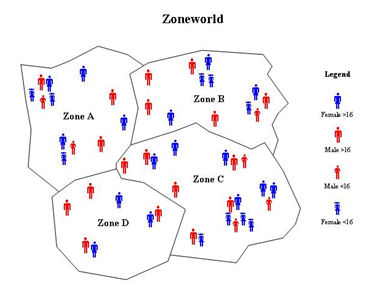 Zoneworld
Zone A
Zone B
Zone C
Zone D
Legend
Female >16
Male >16
Male <16
Female <16